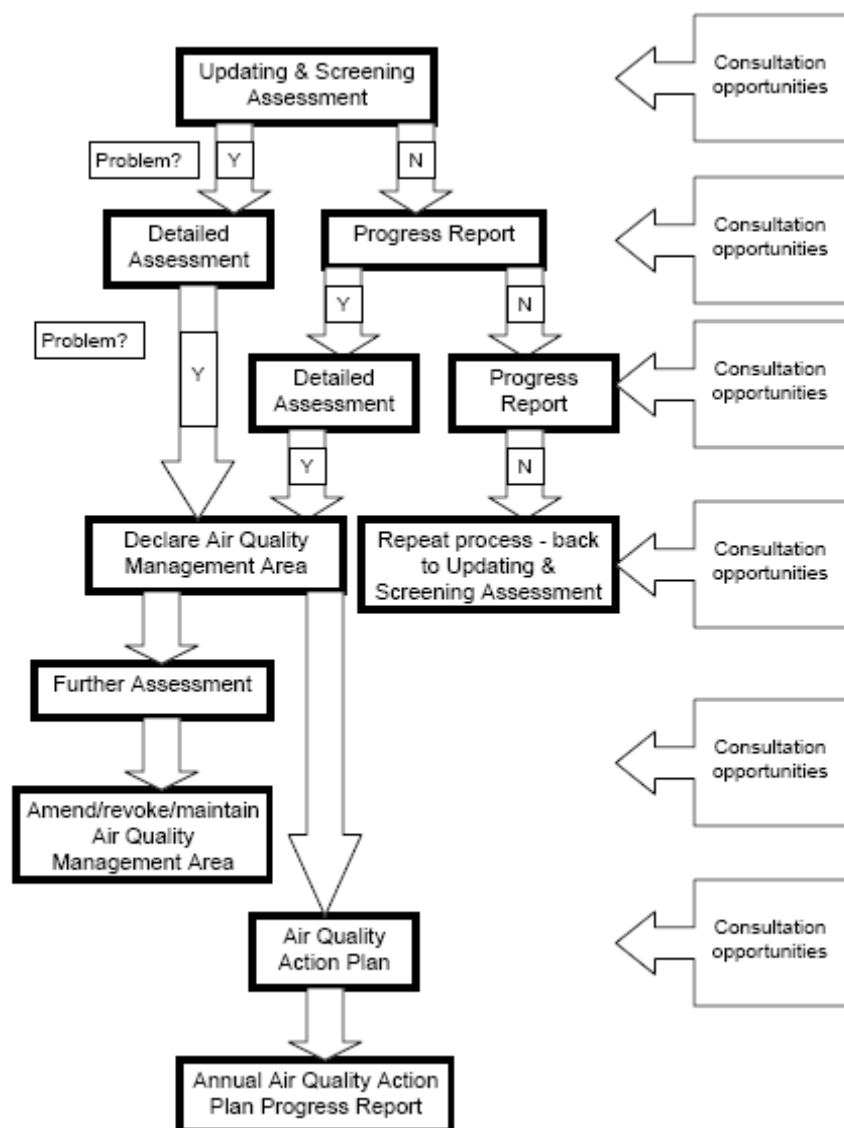 Updating & Screening
Assessment
Consultation
opportunities
Problem?
Y
N
Detailed
Assessment
Progress Report
Consultation
opportunities
Problem?
Y
Y
N
Detailed
Assessment
Progress
Report
Consultation
opportunities
Y
N
Declare Air Quality
Management Area
Repeat process - back
to Updating &
Screening Assessment
Consultation
opportunities
Further Assessment
Consultation
opportunities
Amend/revoke/maintain
Air Quality
Management Area
Air Quality
Action Plan
Consultation
opportunities
Annual Air Quality Action
Plan Progress Report